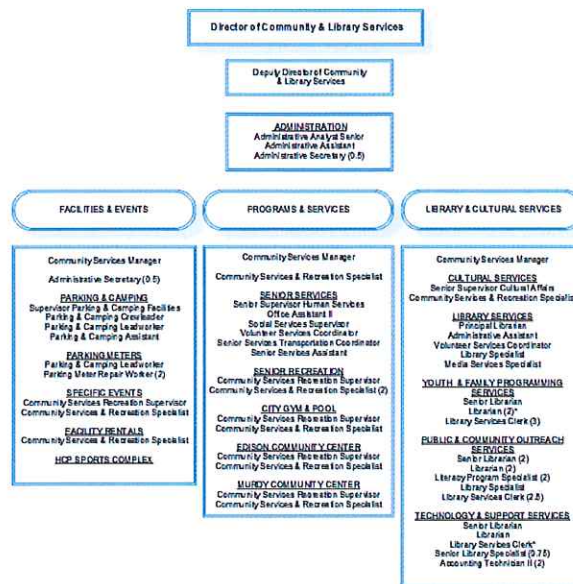 Director of Community & Library Services
Deputy Director of Community
& Library Services
ADMINISTRATION
Administrative Analyst Senior
Administrative Assistant
Administrative Secretary (0.5)
FACILITIES & EVENTS
Community Services Manager
Administrative Secretary (0.5)
PARKING & CAMPING
Supervisor Parking & Camping Facilities
Parking & Camping Crewleader
Parking & Camping Leadworker
Parking & Camping Assistant
PARKING METERS
Parking & Camping Leadworker
Parking Meter Repair Worker (2)
SPECIFIC EVENTS
Community Services Recreation Supervisor
Community Services & Recreation Specialist
FACILITY RENTALS
Community Services & Recreation Specialist
HCP SPORTS COMPLEX
PROGRAMS & SERVICES
Community Services Manager
Community Services & Recreation Specialist
SENIOR SERVICES
Senior Supervisor Human Services
Office Assistant II
Social Services Supervisor
Volunteer Services Coordinator
Senior Services Transportation Coordinator
Senior Services Assistant
SENIOR RECREATION
Community Services Recreation Supervisor
Community Services & Recreation Specialist (2)
CITY GYM & POOL
Community Services Recreation Supervisor
Community Services & Recreation Specialist
EDISON COMMUNITY CENTER
Community Services Recreation Supervisor
Community Services & Recreation Specialist
MURDY COMMUNITY CENTER
Community Services Recreation Supervisor
Community Services & Recreation Specialist
LIBRARY & CULTURAL SERVICES
Community Services Manager
CULTURAL SERVICES
Senior Supervisor Cultural Affairs
Community Services & Recreation Specialist
LIBRARY SERVICES
Principal Librarian
Administrative Assistant
Volunteer Services Coordinator
Library Specialist
Media Services Specialist
YOUTH & FAMILY PROGRAMMING
SERVICES
Senior Librarian
Librarian (2)*
Library Services Clerk (3)
PUBLIC & COMMUNITY OUTREACH
SERVICES
Senior Librarian (2)
Librarian (2)
Literacy Program Specialist (2)
Library Specialist
Library Services Clerk (2.5)
TECHNOLOGY & SUPPORT SERVICES
Senior Librarian
Librarian
Library Services Clerk*
Senior Library Specialist (0.75)
Accounting Technician II (2)